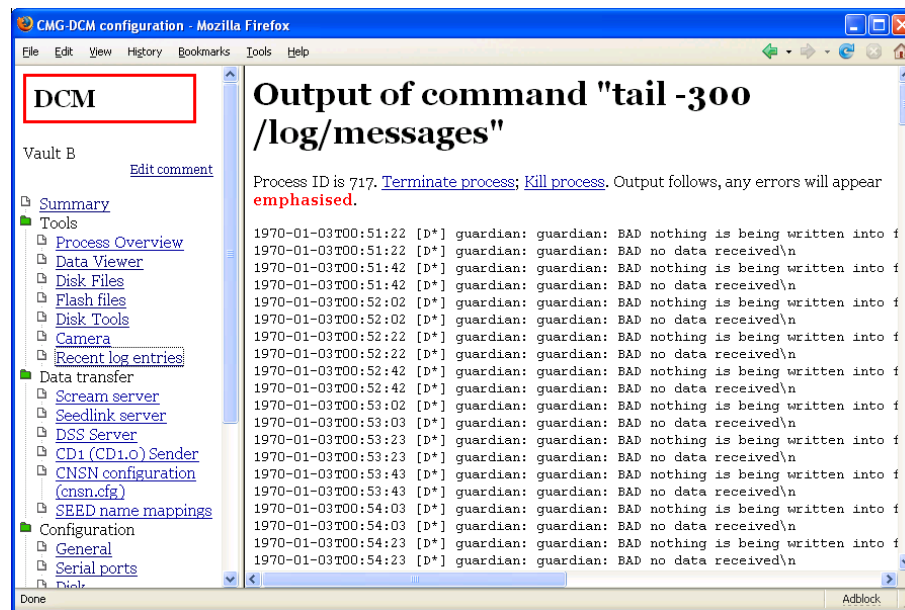 CMG-DCM configuration - Mozilla Firefox
File Edit View History Bookmarks Tools Help
DCM
Vault B
Edit comment
Summary
Tools
Process Overview
Data Viewer
Disk Files
Flash files
Disk Tools
Camera
Recent log entries
Data transfer
Scream server
Seedlink server
DSS Server
CD1 (CD1.0) Sender
CNSN configuration
(cnsn.cfg)
SEED name mappings
Configuration
General
Serial ports
Disk
Output of command "tail -300
/log/messages"
Process ID is 717. Terminate process; Kill process. Output follows, any errors will appear
emphasised.
1970-01-03T00:51:22 [D*] guardian: guardian: BAD nothing is being written into f
1970-01-03T00:51:22 [D*] guardian: guardian: BAD no data received\n
1970-01-03T00:51:42 [D*] guardian: guardian: BAD nothing is being written into f
1970-01-03T00:51:42 [D*] guardian: guardian: BAD no data received\n
1970-01-03T00:52:02 [D*] guardian: guardian: BAD nothing is being written into f
1970-01-03T00:52:02 [D*] guardian: guardian: BAD no data received\n
1970-01-03T00:52:22 [D*] guardian: guardian: BAD nothing is being written into f
1970-01-03T00:52:22 [D*] guardian: guardian: BAD no data received\n
1970-01-03T00:52:42 [D*] guardian: guardian: BAD nothing is being written into f
1970-01-03T00:52:42 [D*] guardian: guardian: BAD no data received\n
1970-01-03T00:53:02 [D*] guardian: guardian: BAD nothing is being written into f
1970-01-03T00:53:03 [D*] guardian: guardian: BAD no data received\n
1970-01-03T00:53:23 [D*] guardian: guardian: BAD nothing is being written into f
1970-01-03T00:53:23 [D*] guardian: guardian: BAD no data received\n
1970-01-03T00:53:43 [D*] guardian: guardian: BAD nothing is being written into f
1970-01-03T00:53:43 [D*] guardian: guardian: BAD no data received\n
1970-01-03T00:54:03 [D*] guardian: guardian: BAD nothing is being written into f
1970-01-03T00:54:03 [D*] guardian: guardian: BAD no data received\n
1970-01-03T00:54:23 [D*] guardian: guardian: BAD nothing is being written into f
1970-01-03T00:54:23 [D*] guardian: guardian: BAD no data received\n
Done
Adblock